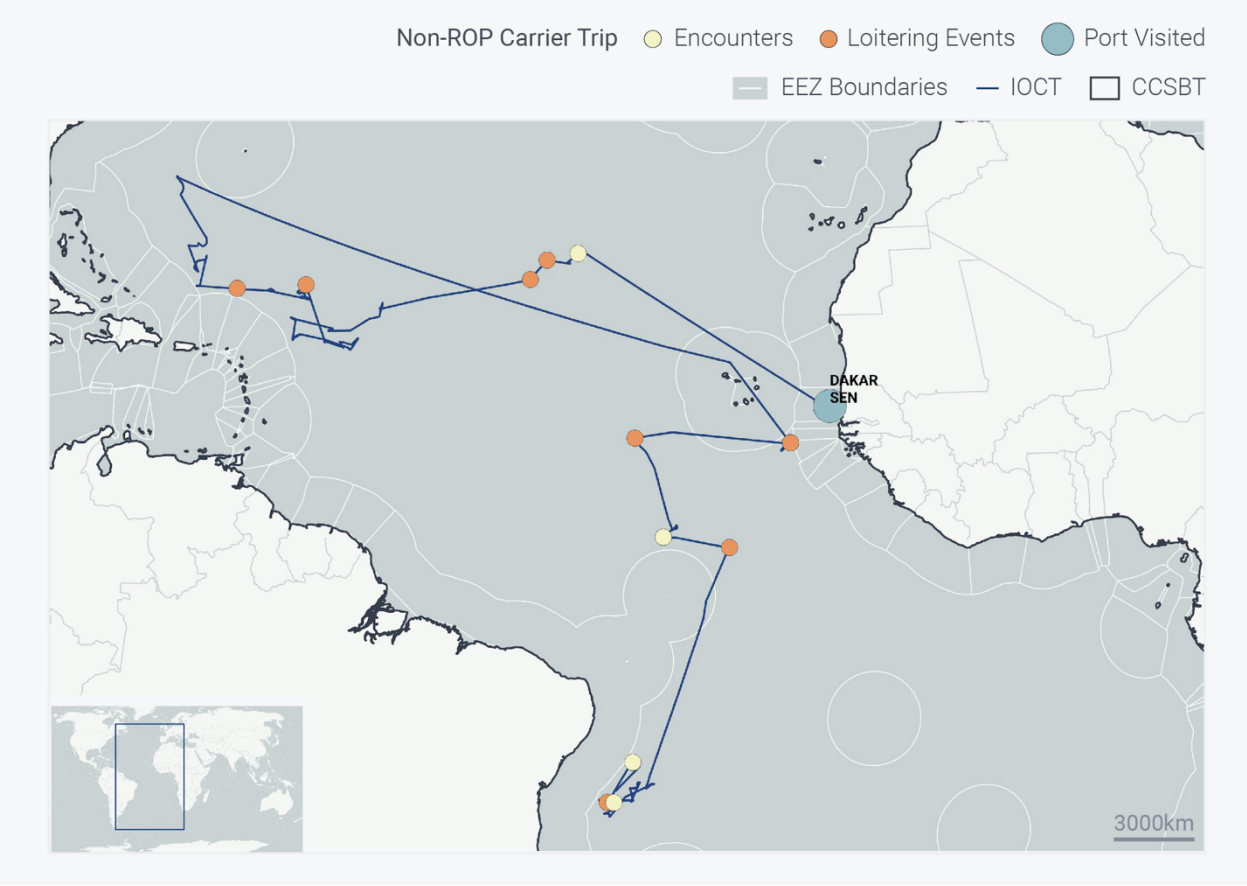 Non-ROP Carrier Trip Encounters Loitering Events Port Visited
EEZ Boundaries IOCT CCSBT
DAKAR
SEN
3000km